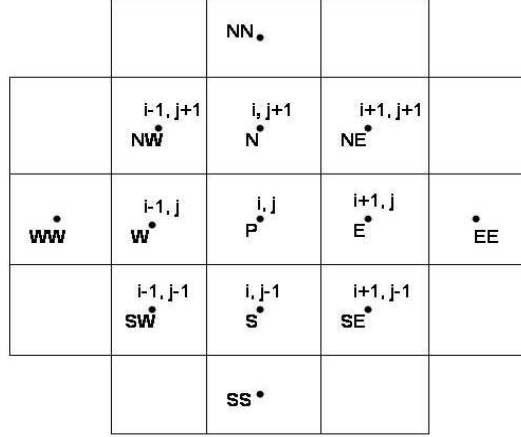 NN
i-1, j+1 i, j+1 i+1, j+1
NW N NE
i-1, j i, j i+1, j
WW W P E EE
i-1, j-1 i, j-1 i+1, j-1
SW S SE
SS